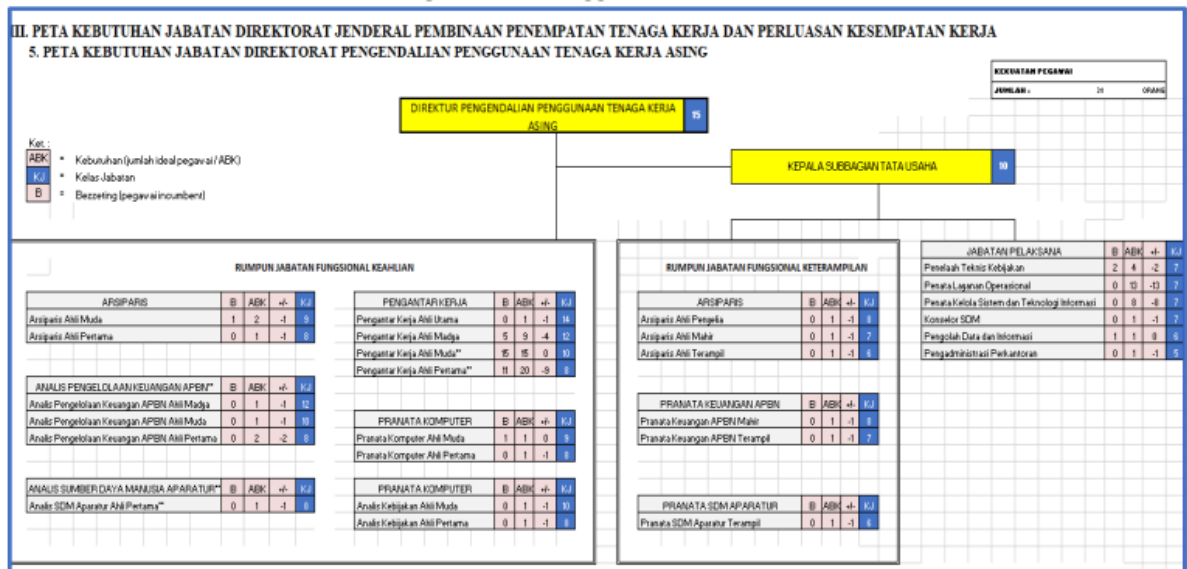 III. PETA KEBUTUHAN JABATAN DIREKTORAT JENDERAL PEMBINAAN PENEMPATAN TENAGA KERJA DAN PERLUASAN KESEMPATAN KERJA
5. PETA KEBUTUHAN JABATAN DIREKTORAT PENGENDALIAN PENGGUNAAN TENAGA KERJA ASING
KEKUATAN PEGAWAI
JUMLAH : ORANG
DIREKTUR PENGENDALIAN PENGGUNAAN TENAGA KERJA ASING 15
Ket. :
ABK = Kebutuhan (jumlah ideal pegawai / ABK)
KJ = Kelas Jabatan
B = Bezzeting (pegawai incumbent)
KEPALA SUBBAGIAN TATA USAHA 10
RUMPUN JABATAN FUNGSIONAL KEAHLIAN
ARSIPARIS B ABK +/- KJ
Arsiparis Ahli Muda 1 2 -1 9
Arsiparis Ahli Pertama 0 1 -1 8
ANALIS PENGELOLAAN KEUANGAN APBN** B ABK +/- KJ
Analis Pengelolaan Keuangan APBN Ahli Madya 0 1 -1 12
Analis Pengelolaan Keuangan APBN Ahli Muda 0 1 -1 10
Analis Pengelolaan Keuangan APBN Ahli Pertama 0 2 -2 8
ANALIS SUMBER DAYA MANUSIA APARATUR** B ABK +/- KJ
Analis SDM Aparatur Ahli Pertama** 0 1 -1 8
PENGANTAR KERJA B ABK +/- KJ
Pengantar Kerja Ahli Utama 0 1 -1 14
Pengantar Kerja Ahli Madya 5 9 -4 12
Pengantar Kerja Ahli Muda** 15 15 0 10
Pengantar Kerja Ahli Pertama** 11 20 -9 8
PRANATA KOMPUTER B ABK +/- KJ
Pranata Komputer Ahli Muda 1 1 0 9
Pranata Komputer Ahli Pertama 0 1 -1 8
PRANATA KOMPUTER B ABK +/- KJ
Analis Kebijakan Ahli Muda 0 1 -1 10
Analis Kebijakan Ahli Pertama 0 1 -1 8
RUMPUN JABATAN FUNGSIONAL KETERAMPILAN
ARSIPARIS B ABK +/- KJ
Arsiparis Ahli Pengelia 0 1 -1 8
Arsiparis Ahli Mahir 0 1 -1 7
Arsiparis Ahli Terampil 0 1 -1 6
PRANATA KEUANGAN APBN B ABK +/- KJ
Pranata Keuangan APBN Mahir 0 1 -1 8
Pranata Keuangan APBN Terampil 0 1 -1 7
PRANATA SDM APARATUR B ABK +/- KJ
Pranata SDM Aparatur Terampil 0 1 -1 6
JABATAN PELAKSANA B ABK +/- KJ
Penelaah Teknis Kebijakan 2 4 -2 7
Penata Layanan Operasional 0 13 -13 7
Penata Kelola Sistem dan Teknologi Informasi 0 8 -8 7
Konselor SDM 0 1 -1 7
Pengolah Data dan Informasi 1 1 0 6
Pengadministrasi Perkantoran 0 1 -1 5